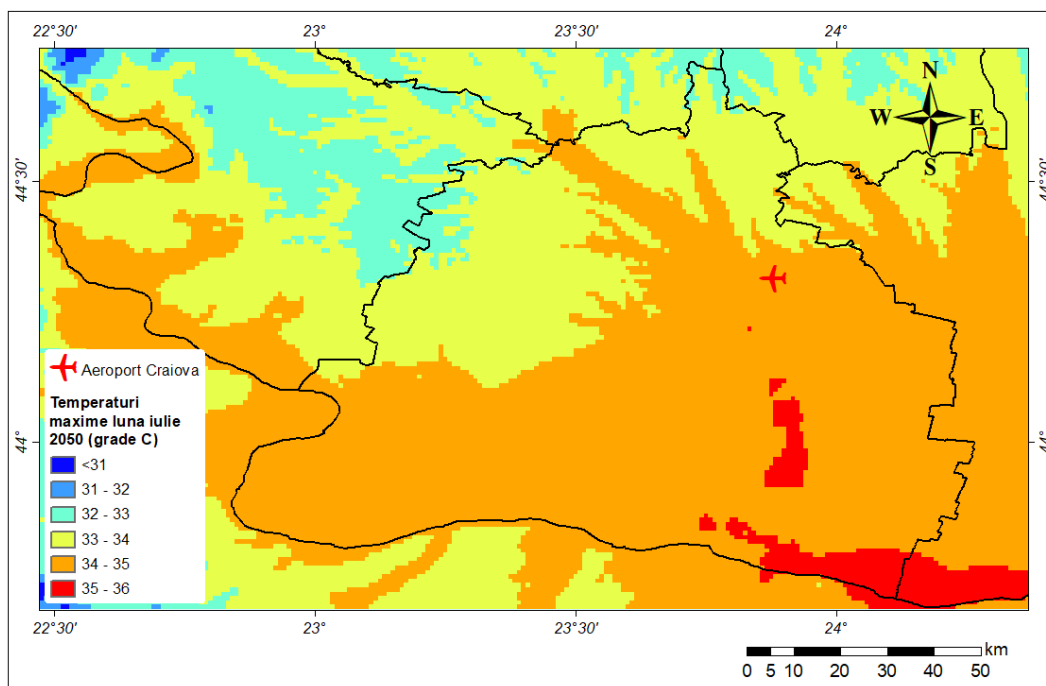 22°30' 23° 23°30' 24°
N
W E
S
44°30' 44°30'
44° 44°
Aeroport Craiova
Temperaturi
maxime luna iulie
2050 (grade C)
<31
31 - 32
32 - 33
33 - 34
34 - 35
35 - 36
22°30' 23° 23°30' 24°
km
0 5 10 20 30 40 50